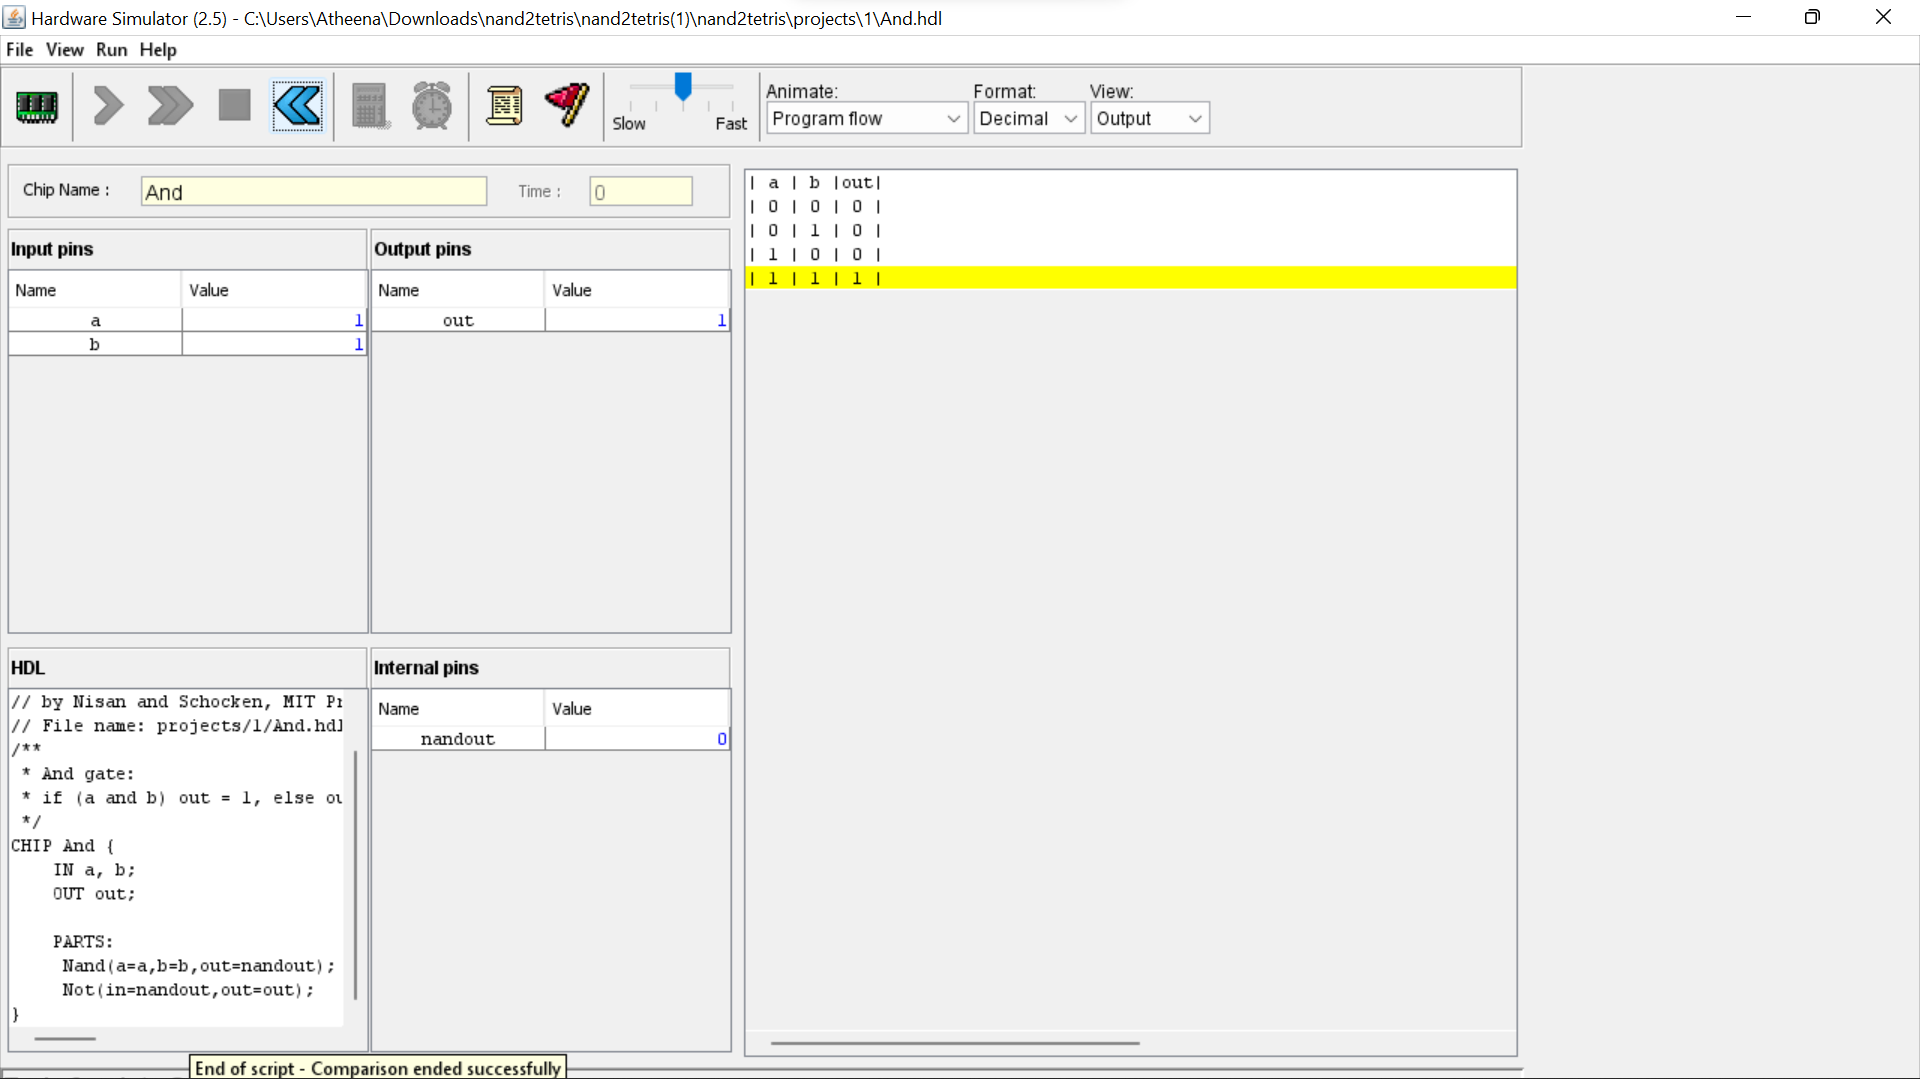 Hardware Simulator (2.5) - C:\Users\Atheena\Downloads\nand2tetris\nand2tetris(1)\nand2tetris\projects\1\And.hdl
File View Run Help
Slow Fast
Animate: Format: View:
Program flow Decimal Output
Chip Name : And Time : 0
Input pins
Name Value
a 1
b 1
Output pins
Name Value
out 1
| a | b |out|
| 0 | 0 | 0 |
| 0 | 1 | 0 |
| 1 | 0 | 0 |
| 1 | 1 | 1 |
HDL
// by Nisan and Schocken, MIT
// File name: projects/1/And.hdl
/**
* And gate:
* if (a and b) out = 1, else
*/
CHIP And {
IN a, b;
OUT out;
PARTS:
Nand(a=a,b=b,out=nandout);
Not(in=nandout,out=out);
}
Internal pins
Name Value
nandout 0
End of script - Comparison ended successfully